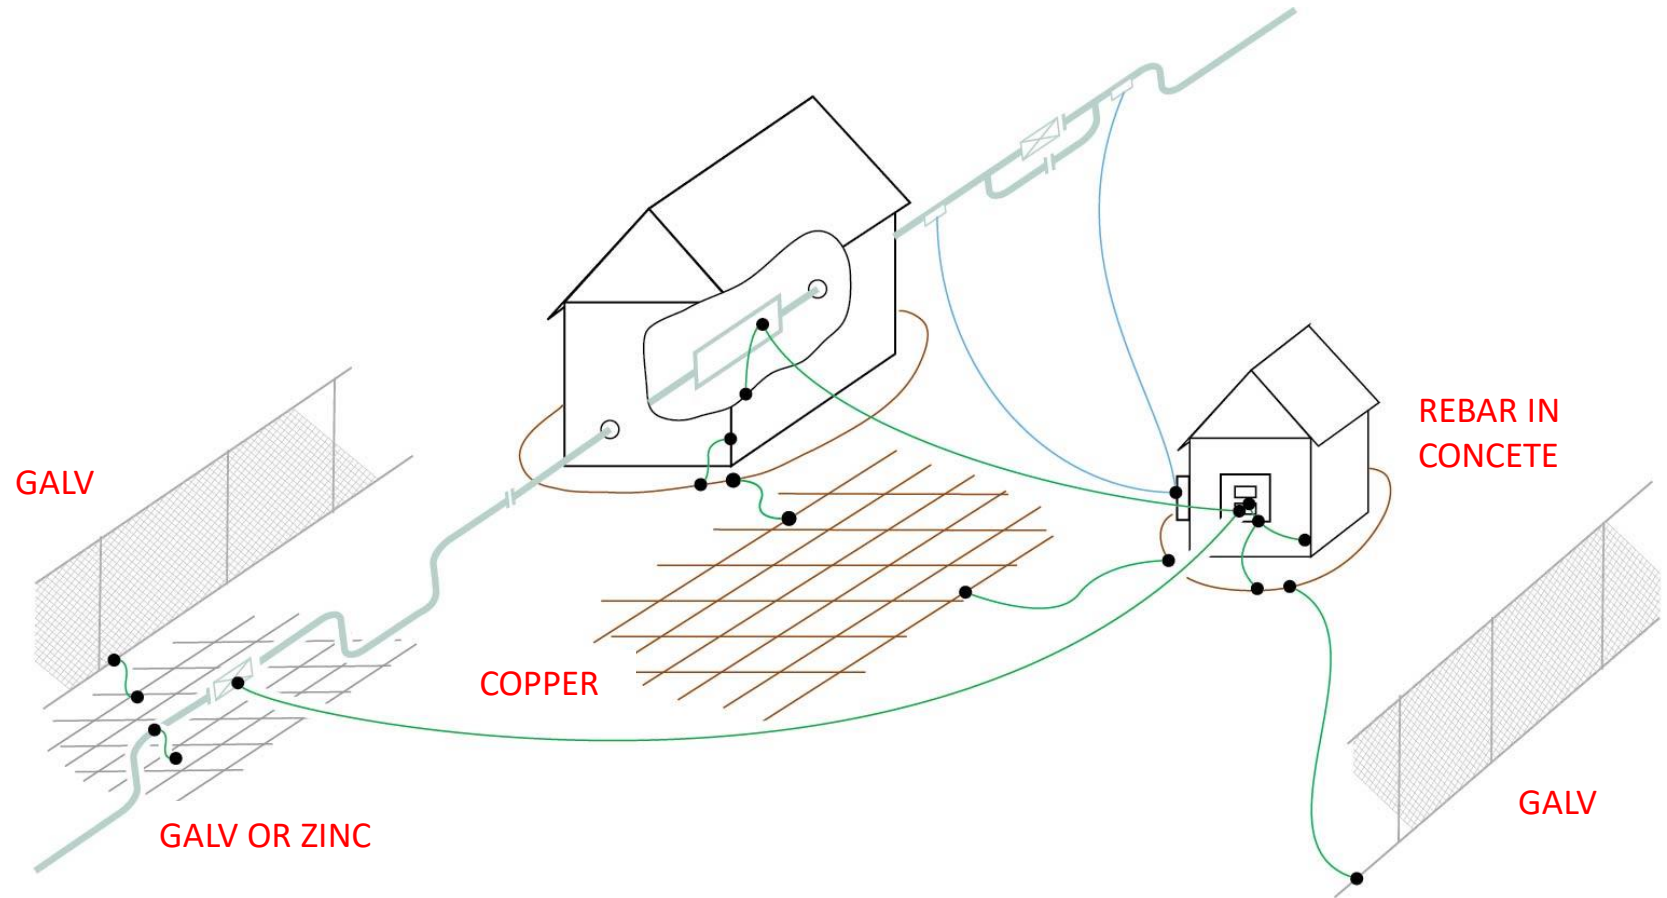 REBAR IN
CONCETE
GALV
COPPER
GALV
GALV OR ZINC